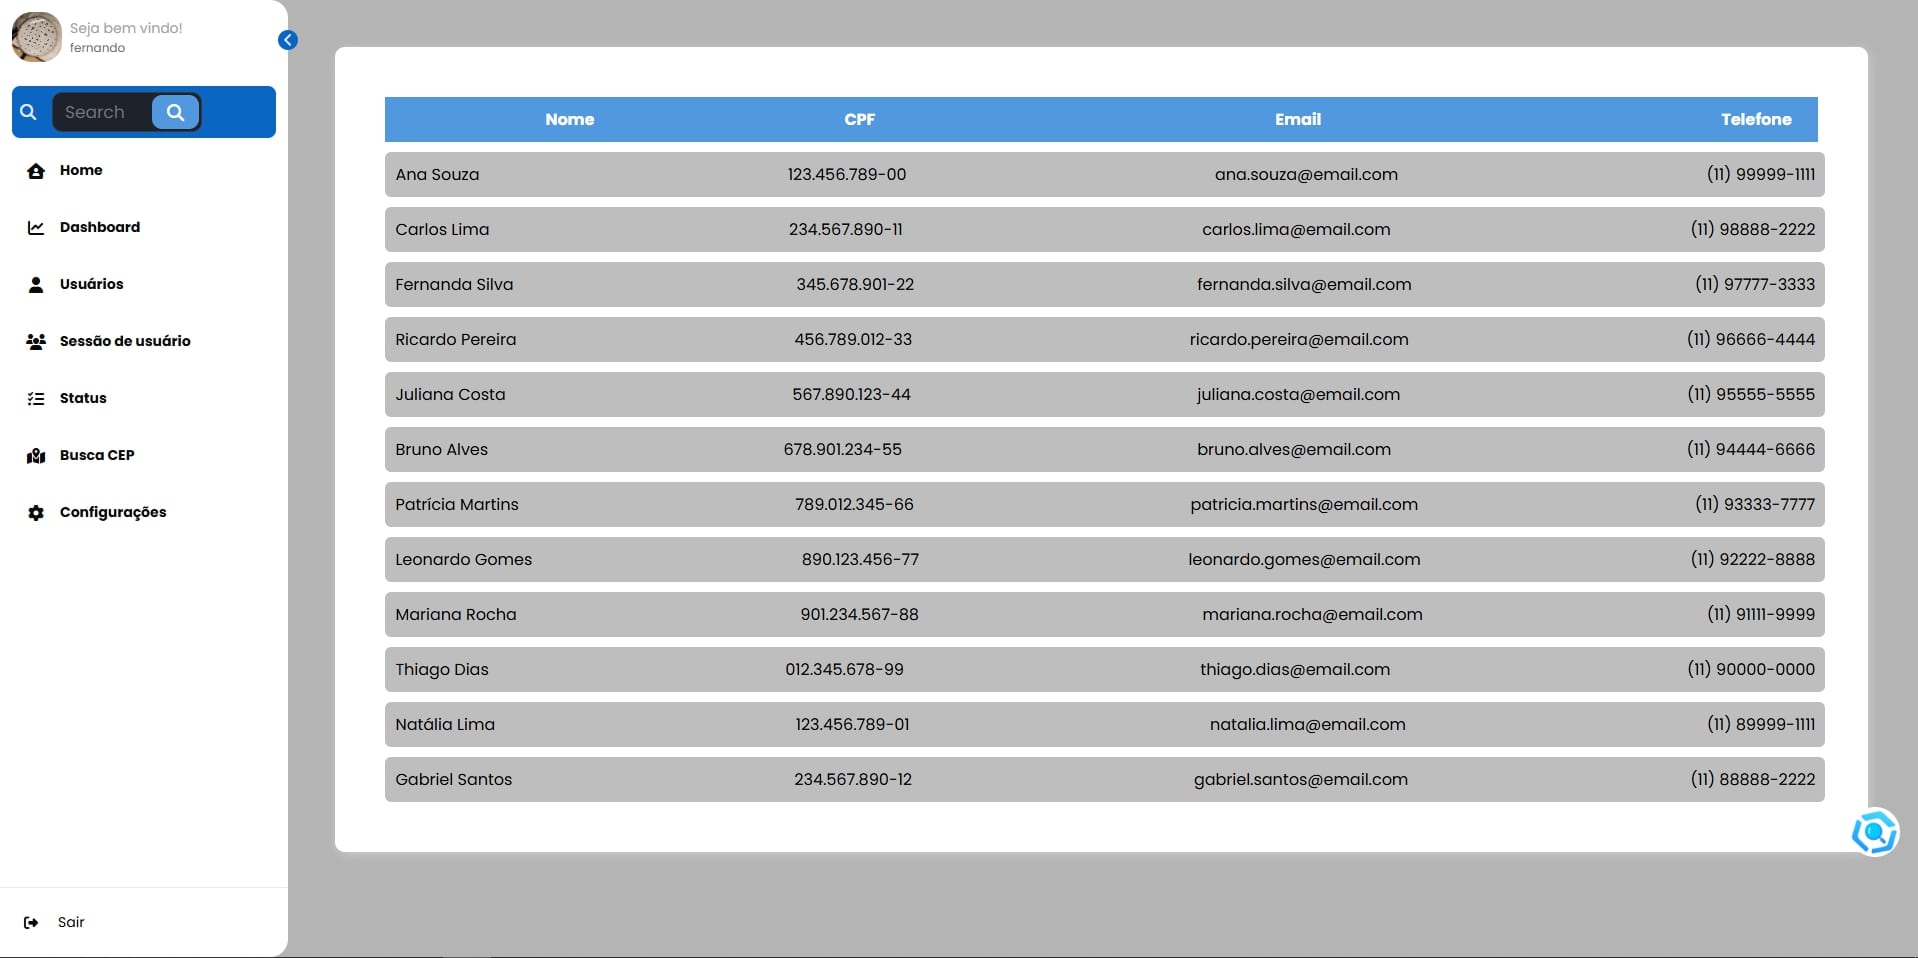 Seja bem vindo!
fernando
Search
Home
Dashboard
Usuários
Sessão de usuário
Status
Busca CEP
Configurações
Sair
Nome CPF Email Telefone
Ana Souza 123.456.789-00 ana.souza@email.com (11) 99999-1111
Carlos Lima 234.567.890-11 carlos.lima@email.com (11) 98888-2222
Fernanda Silva 345.678.901-22 fernanda.silva@email.com (11) 97777-3333
Ricardo Pereira 456.789.012-33 ricardo.pereira@email.com (11) 96666-4444
Juliana Costa 567.890.123-44 juliana.costa@email.com (11) 95555-5555
Bruno Alves 678.901.234-55 bruno.alves@email.com (11) 94444-6666
Patrícia Martins 789.012.345-66 patricia.martins@email.com (11) 93333-7777
Leonardo Gomes 890.123.456-77 leonardo.gomes@email.com (11) 92222-8888
Mariana Rocha 901.234.567-88 mariana.rocha@email.com (11) 91111-9999
Thiago Dias 012.345.678-99 thiago.dias@email.com (11) 90000-0000
Natália Lima 123.456.789-01 natalia.lima@email.com (11) 89999-1111
Gabriel Santos 234.567.890-12 gabriel.santos@email.com (11) 88888-2222